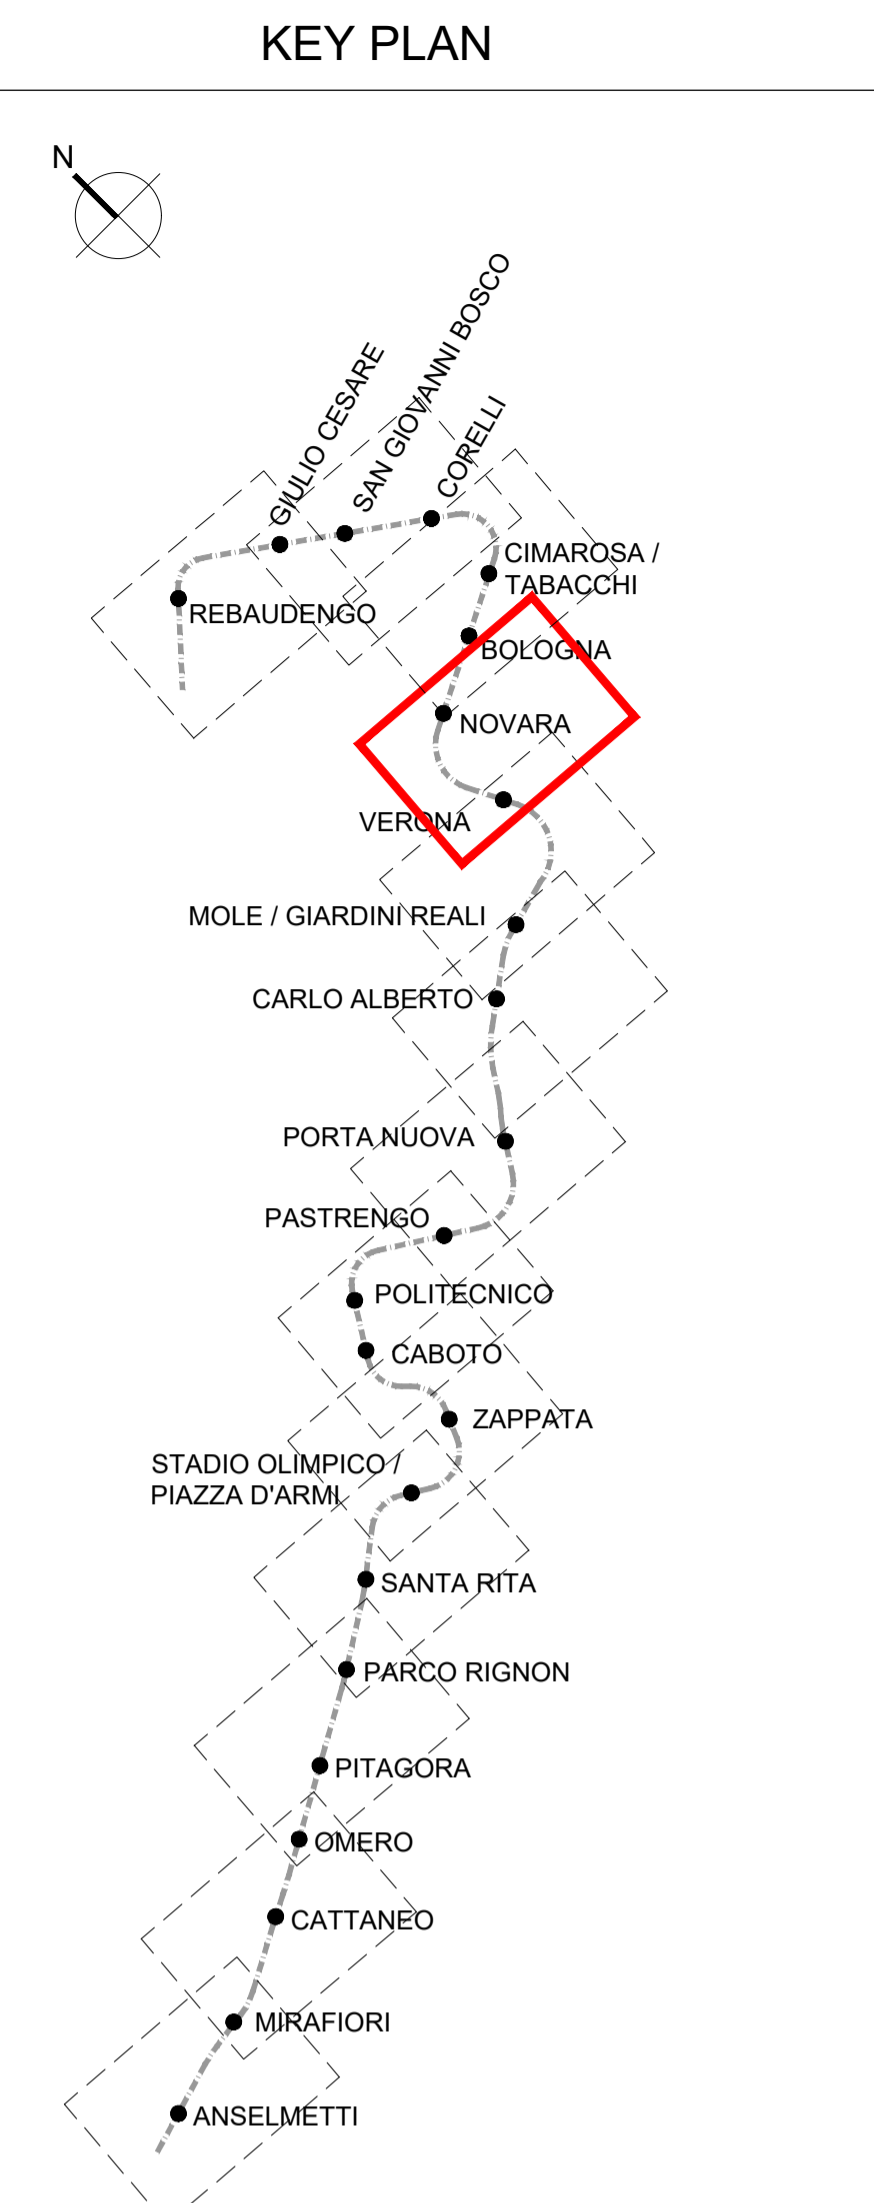 KEY PLAN
N
GIULIO CESARE
SAN GIOVANNI BOSCO
CORELLI
CIMAROSA /
TABACCHI
REBAUDENGO
BOLOGNA
NOVARA
VERONA
MOLE / GIARDINI REALI
CARLO ALBERTO
PORTA NUOVA
PASTRENGO
POLITECNICO
CABOTO
ZAPPATA
STADIO OLIMPICO /
PIAZZA D'ARMI
SANTA RITA
PARCO RIGNON
PITAGORA
OMERO
CATTANEO
MIRAFIORI
ANSELMETTI